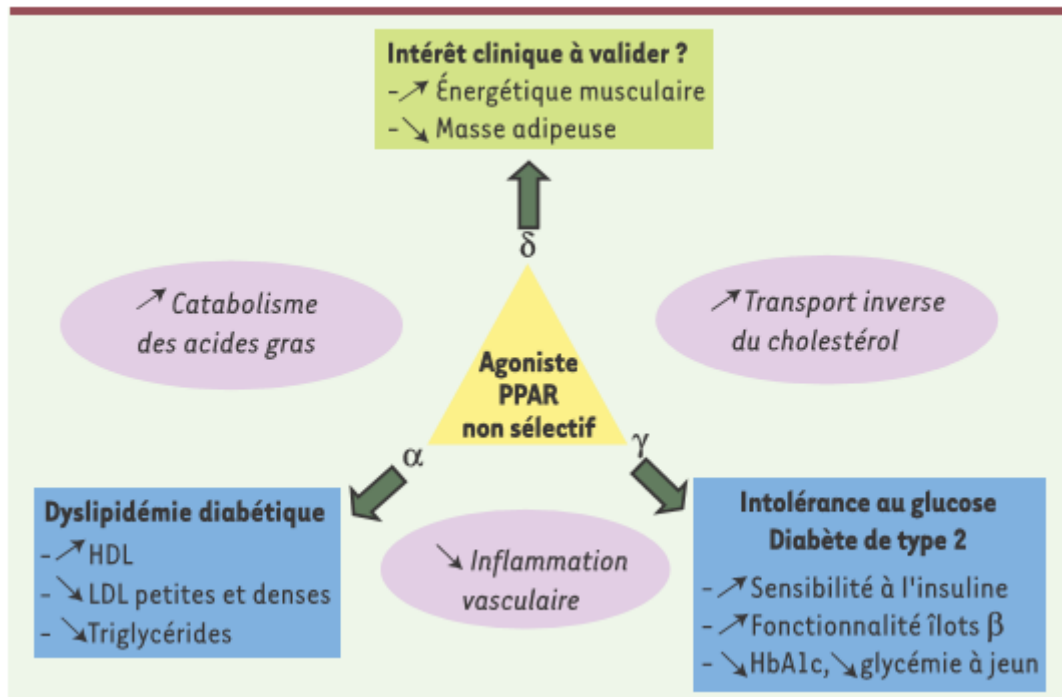 Intérêt clinique à valider ?
-↗ Énergétique musculaire
-↘ Masse adipeuse
δ
↗ Catabolisme
des acides gras
↗ Transport inverse
du cholestérol
Agoniste
PPAR
non sélectif
α
γ
Dyslipidémie diabétique
-↗ HDL
-↘ LDL petites et denses
-↘ Triglycérides
↘ Inflammation
vasculaire
Intolérance au glucose
Diabète de type 2
-↗ Sensibilité à l'insuline
-↗ Fonctionnalité îlots β
-↘ HbA1c, ↘ glycémie à jeun